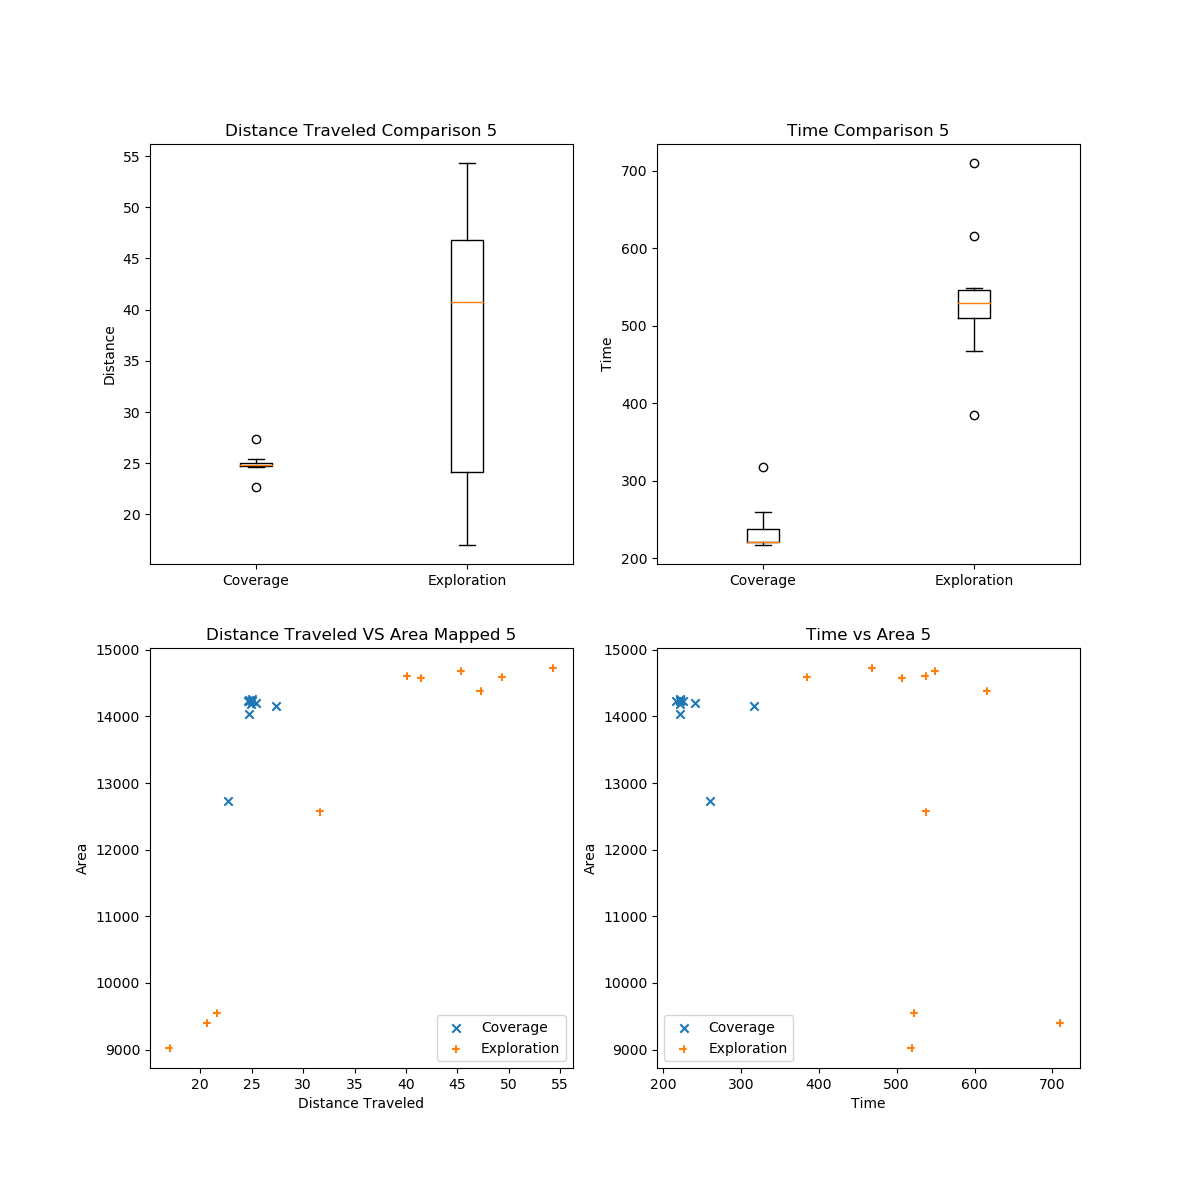 Distance Traveled Comparison 5
55
50
45
40
35
30
25
20
Distance
Coverage
Exploration
Time Comparison 5
700
600
500
400
300
200
Time
Coverage
Exploration
Distance Traveled VS Area Mapped 5
15000
14000
13000
12000
11000
10000
9000
Area
Coverage
Exploration
20 25 30 35 40 45 50 55
Distance Traveled
Time vs Area 5
15000
14000
13000
12000
11000
10000
9000
Area
Coverage
Exploration
200 300 400 500 600 700
Time